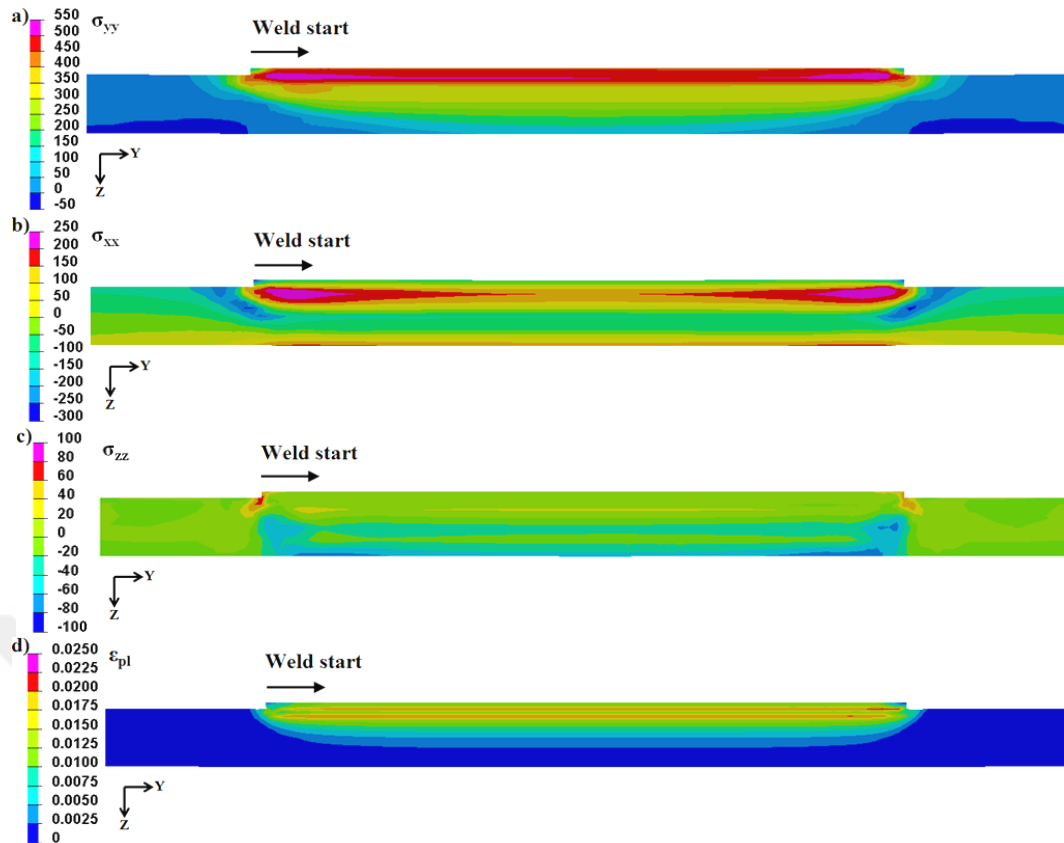 a)
σyy
Weld start
550
500
450
400
350
300
250
200
150
100
50
0
-50
Y
Z
b)
σxx
Weld start
250
200
150
100
50
0
-50
-100
-150
-200
-250
-300
Y
Z
c)
σzz
Weld start
100
80
60
40
20
0
-20
-40
-60
-80
-100
Y
Z
d)
εpl
Weld start
0.0250
0.0225
0.0200
0.0175
0.0150
0.0125
0.0100
0.0075
0.0050
0.0025
0
Y
Z